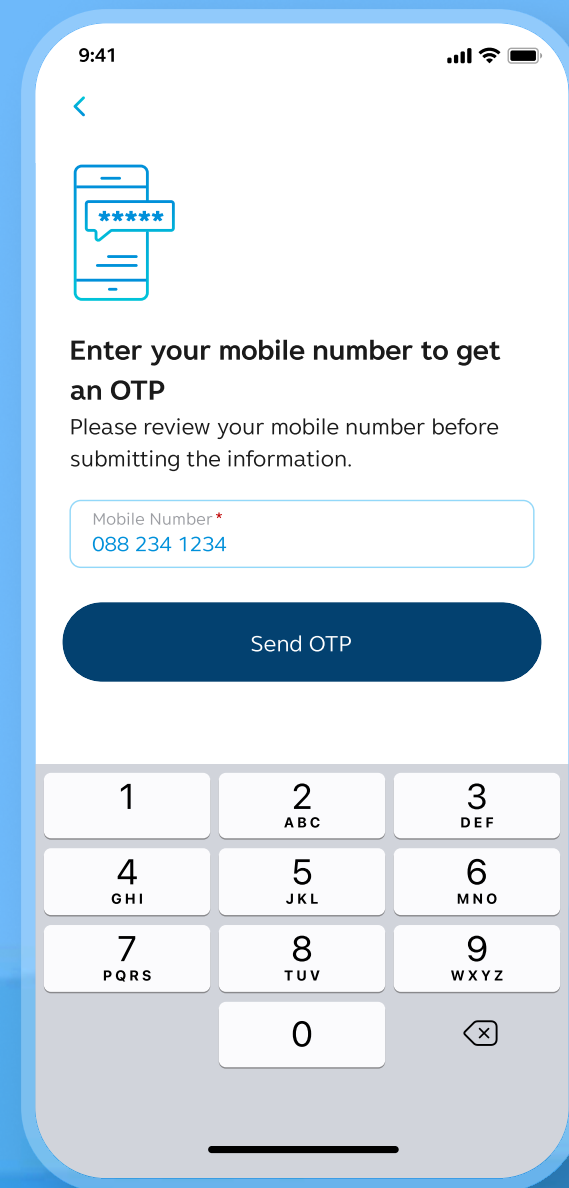 9:41
*****
Enter your mobile number to get
an OTP
Please review your mobile number before
submitting the information.
Mobile Number*
088 234 1234
Send OTP
1
2
ABC
3
DEF
4
GHI
5
JKL
6
MNO
7
PQRS
8
TUV
9
WXYZ
0